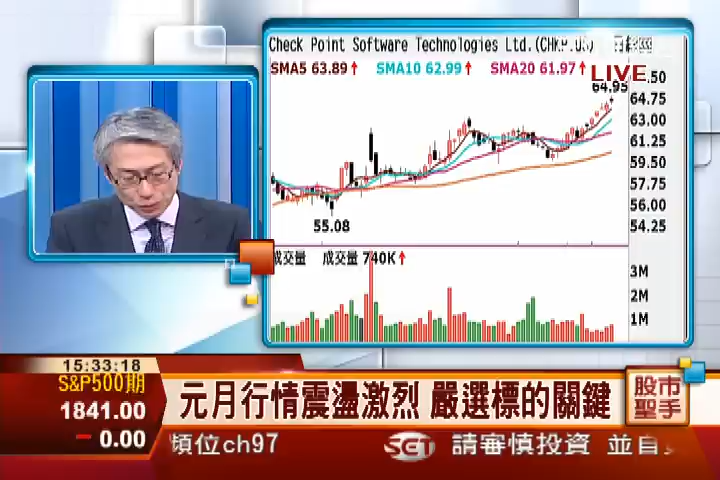 Check Point Software Technologies Ltd.(CHKP.US)
SMA5 63.89↑ SMA10 62.99↑ SMA20 61.97↑
LIVE
64.95
64.75
63.00
61.25
59.50
57.75
56.00
54.25
55.08
成交量 成交量 740K↑
3M
2M
1M
15:33:18
S&P500期
1841.00
0.00
元月行情震盪激烈 嚴選標的關鍵
股市
聖手
頻位ch97 SET 請審慎投資 並自